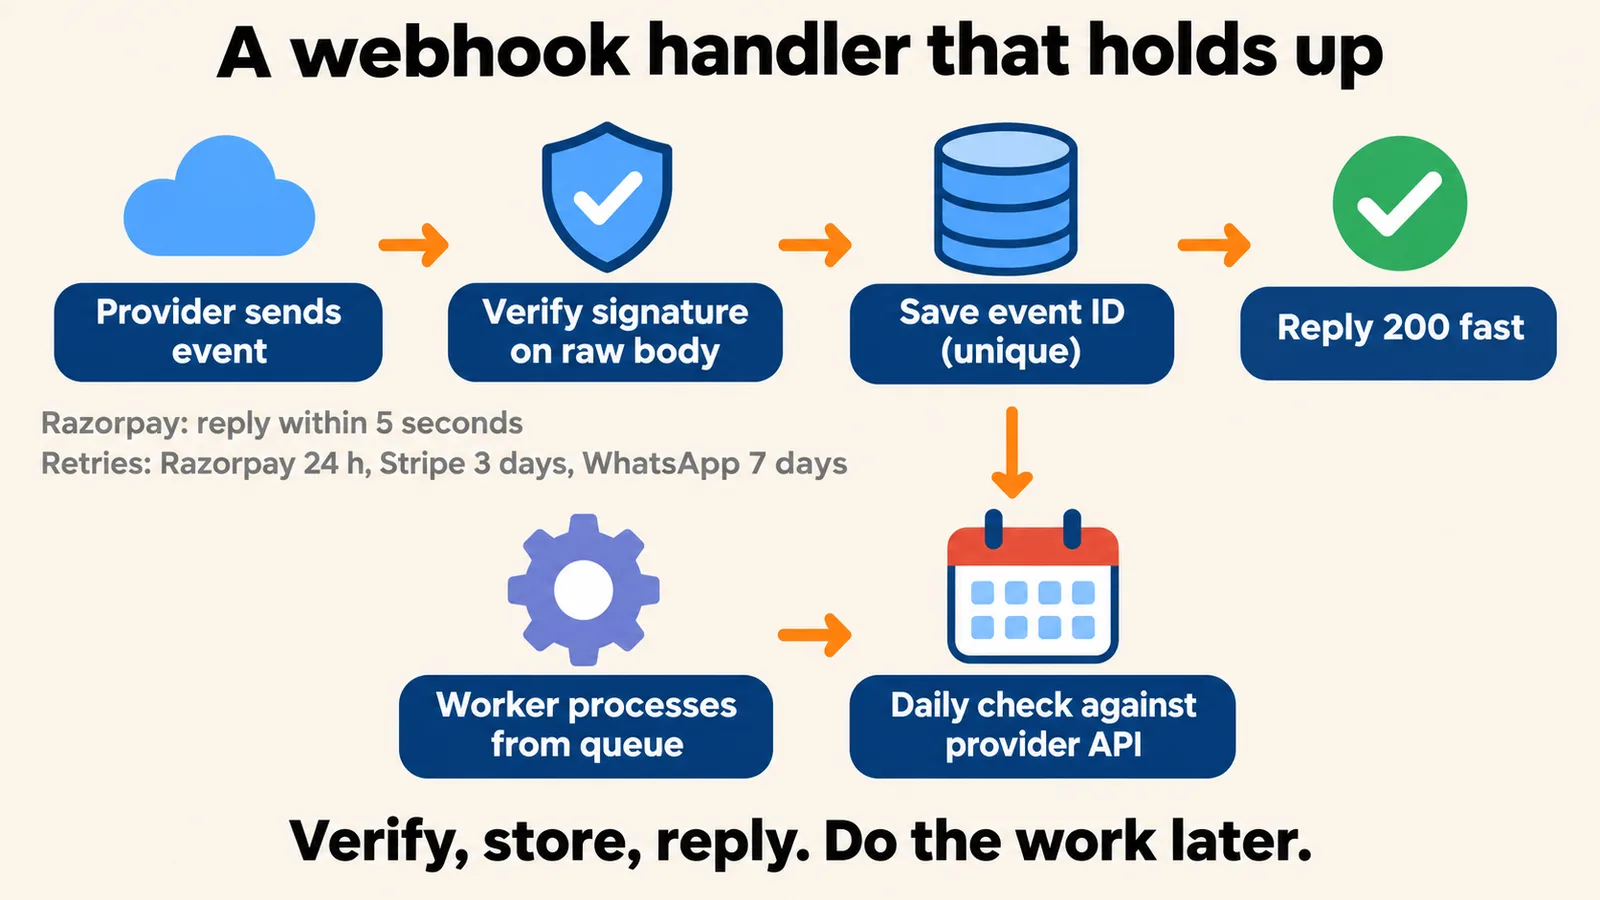 A webhook handler that holds up
Provider sends
event
Verify signature
on raw body
Save event ID
(unique)
Reply 200 fast
Razorpay: reply within 5 seconds
Retries: Razorpay 24 h, Stripe 3 days, WhatsApp 7 days
Worker processes
from queue
Daily check against
provider API
Verify, store, reply. Do the work later.